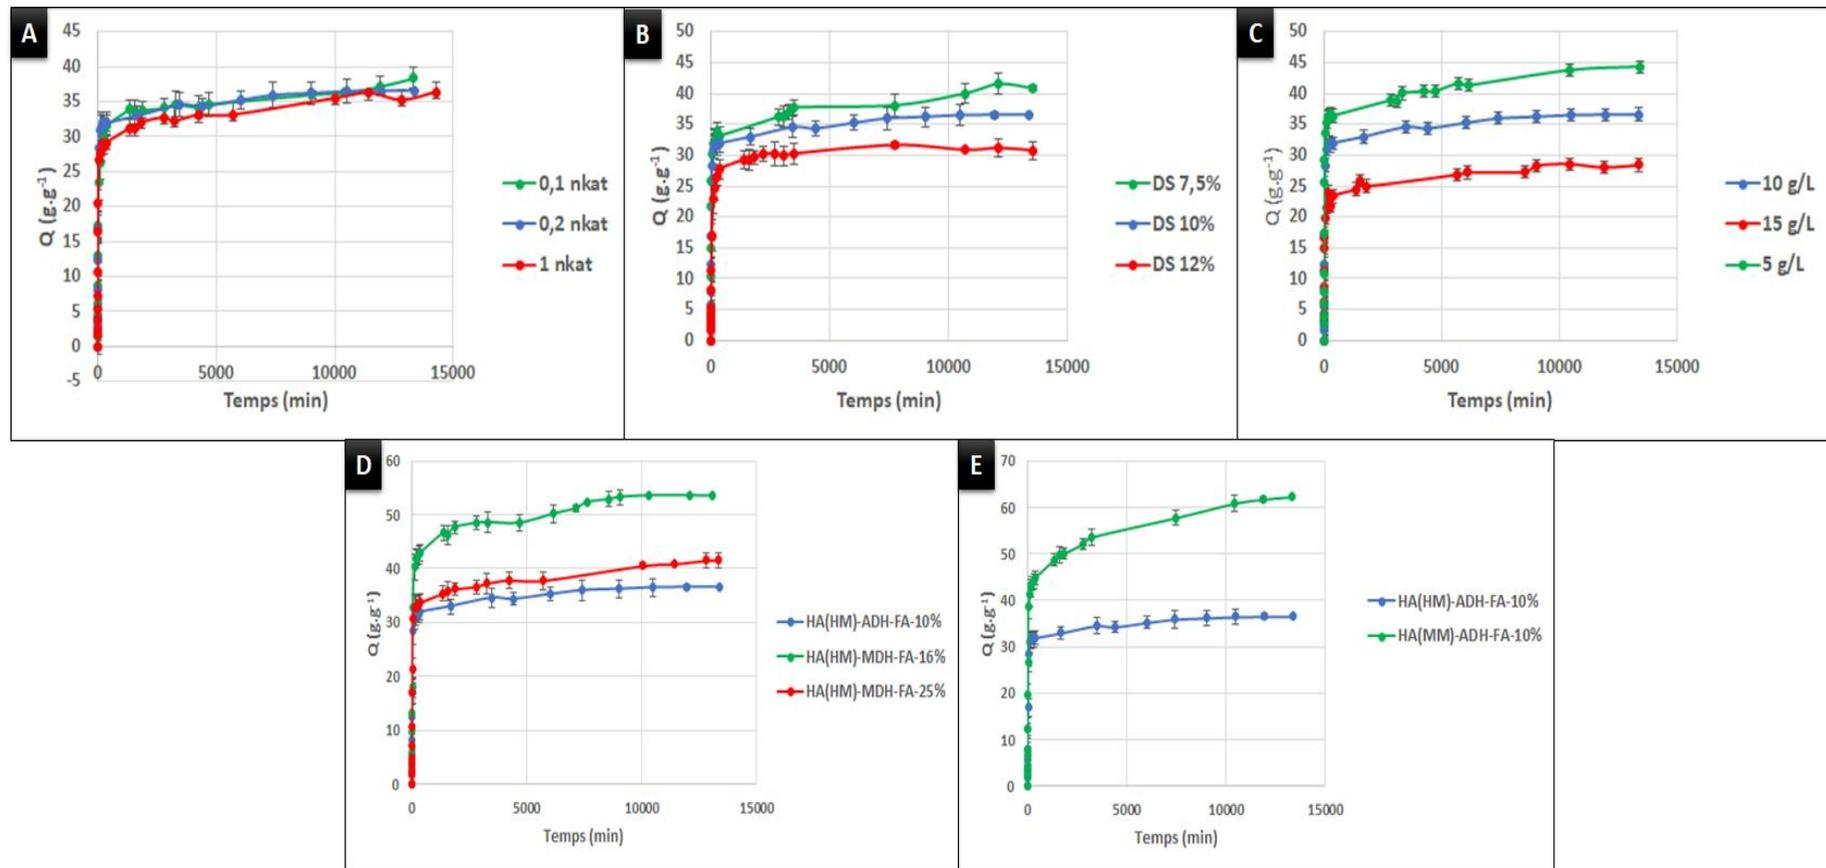 A
45
40
35
30
25
20
15
10
5
0
-5
Q (g.g-1)
0 5000 10000 15000
Temps (min)
0,1 nkat
0,2 nkat
1 nkat
B
50
45
40
35
30
25
20
15
10
5
0
Q (g.g-1)
0 5000 10000 15000
Temps (min)
DS 7,5%
DS 10%
DS 12%
C
50
45
40
35
30
25
20
15
10
5
0
Q (g.g-1)
0 5000 10000 15000
Temps (min)
10 g/L
15 g/L
5 g/L
D
60
50
40
30
20
10
0
Q (g.g-1)
0 5000 10000 15000
Temps (min)
HA(HM)-ADH-FA-10%
HA(HM)-MDH-FA-16%
HA(HM)-MDH-FA-25%
E
70
60
50
40
30
20
10
0
Q (g.g-1)
0 5000 10000 15000
Temps (min)
HA(HM)-ADH-FA-10%
HA(MM)-ADH-FA-10%